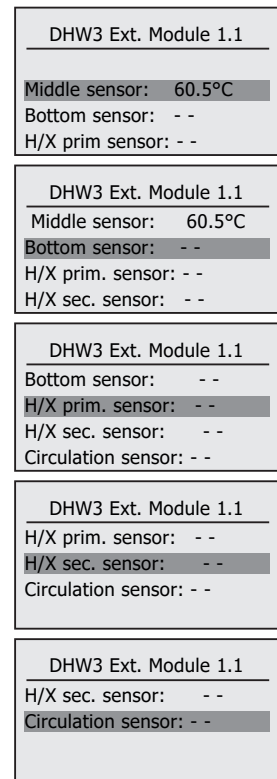 DHW3 Ext. Module 1.1
Middle sensor: 60.5°C
Bottom sensor: - -
H/X prim sensor: - -
DHW3 Ext. Module 1.1
Middle sensor: 60.5°C
Bottom sensor: - -
H/X prim. sensor: - -
H/X sec. sensor: - -
DHW3 Ext. Module 1.1
Bottom sensor: - -
H/X prim. sensor: - -
H/X sec. sensor: - -
Circulation sensor: - -
DHW3 Ext. Module 1.1
H/X prim. sensor: - -
H/X sec. sensor: - -
Circulation sensor: - -
DHW3 Ext. Module 1.1
H/X sec. sensor: - -
Circulation sensor: - -